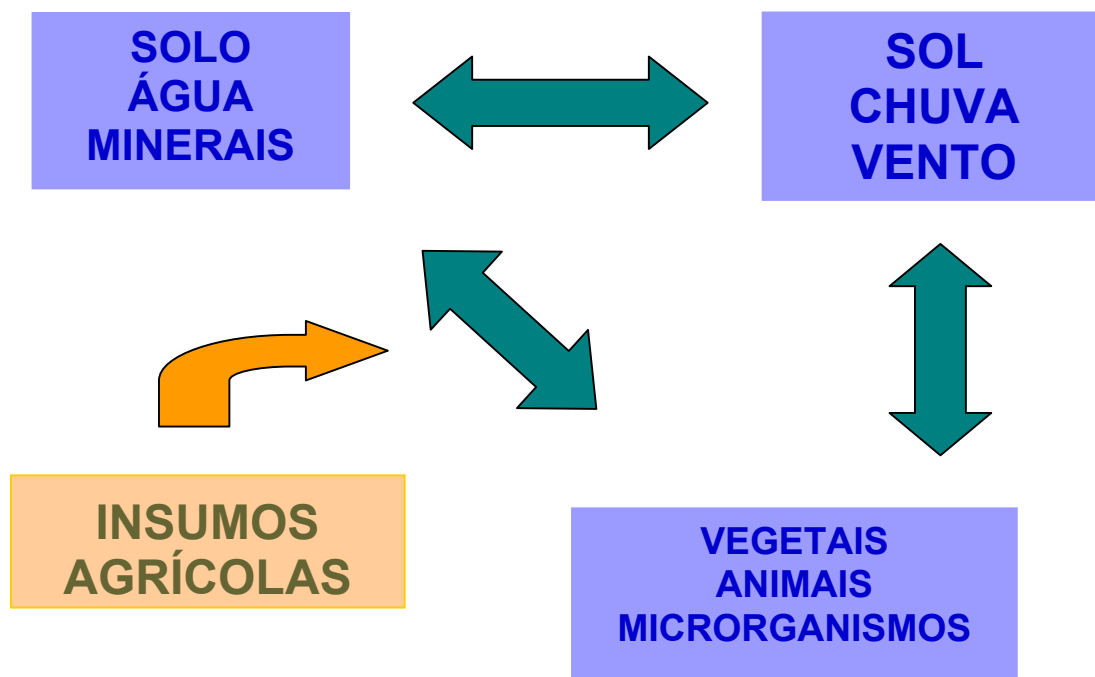 SOLO
ÁGUA
MINERAIS
SOL
CHUVA
VENTO
INSUMOS
AGRÍCOLAS
VEGETAIS
ANIMAIS
MICRORGANISMOS